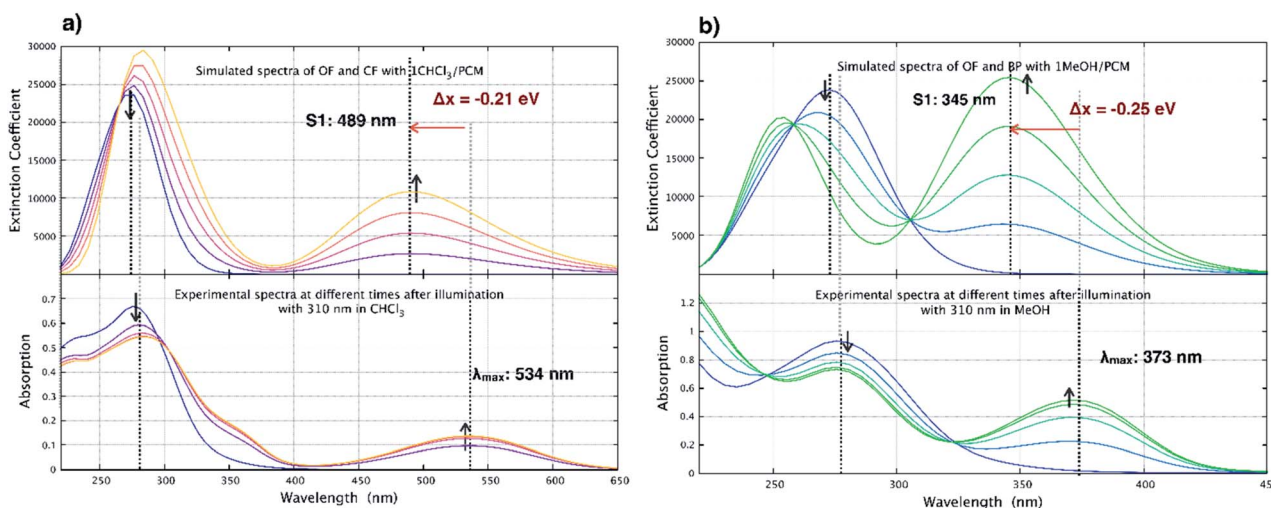 a)
30000
25000
20000
15000
10000
5000
Extinction Coefficient
Simulated spectra of OF and CF with 1CHCl₃/PCM
Δx = -0.21 eV
S1: 489 nm
0.7
0.6
0.5
0.4
0.3
0.2
0.1
0
Absorption
Experimental spectra at different times after illumination
with 310 nm in CHCl₃
λmax: 534 nm
250 300 350 400 450 500 550 600 650
Wavelength (nm)
b)
30000
25000
20000
15000
10000
5000
Extinction Coefficient
Simulated spectra of OF and BP with 1MeOH/PCM
S1: 345 nm
Δx = -0.25 eV
1.2
1
0.8
0.6
0.4
0.2
0
Absorption
Experimental spectra at different times after illumination
with 310 nm in MeOH
λmax: 373 nm
250 300 350 400 450
Wavelength (nm)